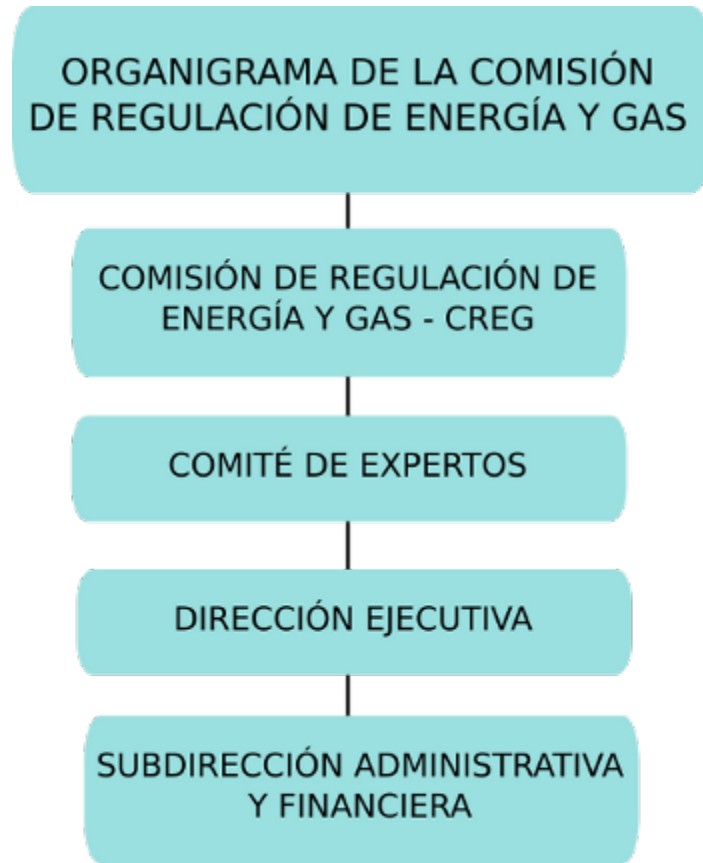 ORGANIGRAMA DE LA COMISIÓN
DE REGULACIÓN DE ENERGÍA Y GAS
COMISIÓN DE REGULACIÓN DE
ENERGÍA Y GAS - CREG
COMITÉ DE EXPERTOS
DIRECCIÓN EJECUTIVA
SUBDIRECCIÓN ADMINISTRATIVA
Y FINANCIERA